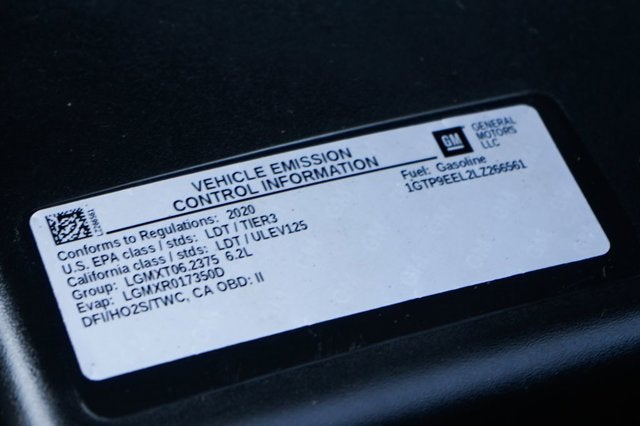 VEHICLE EMISSION
CONTROL INFORMATION
GM
GENERAL
MOTORS
LLC
Conforms to Regulations: 2020
U.S. EPA class / stds: LDT / TIER3
California class / stds: LDT / ULEV125
Group: LGMXT06.2375 6.2L
Evap: LGMXR017350D
DFI/HO2S/TWC, CA OBD: II
Fuel: Gasoline
1GTP9EEL2LZ266561